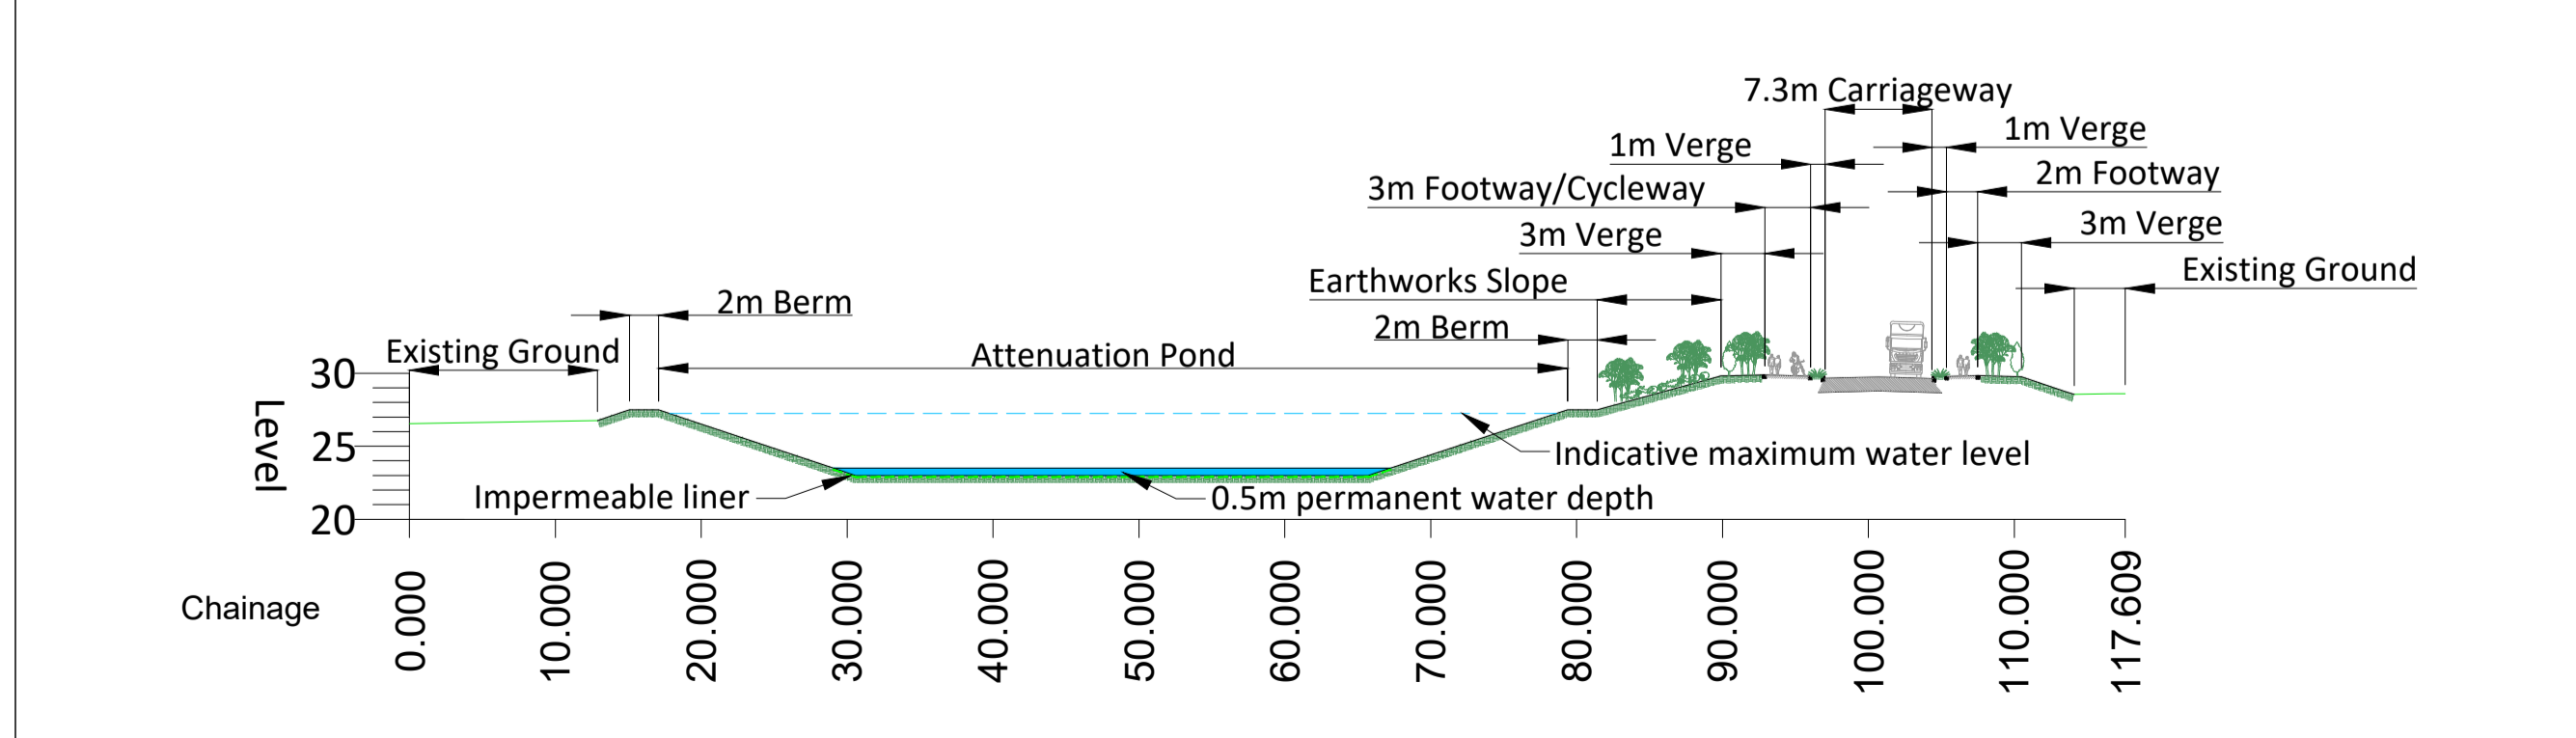 7.3m Carriageway
1m Verge
1m Verge
2m Footway
3m Footway/Cycleway
3m Verge
3m Verge
Existing Ground
Earthworks Slope
2m Berm
2m Berm
Existing Ground
Attenuation Pond
30
25
20
Level
Indicative maximum water level
Impermeable liner
0.5m permanent water depth
Chainage
0.000
10.000
20.000
30.000
40.000
50.000
60.000
70.000
80.000
90.000
100.000
110.000
117.609